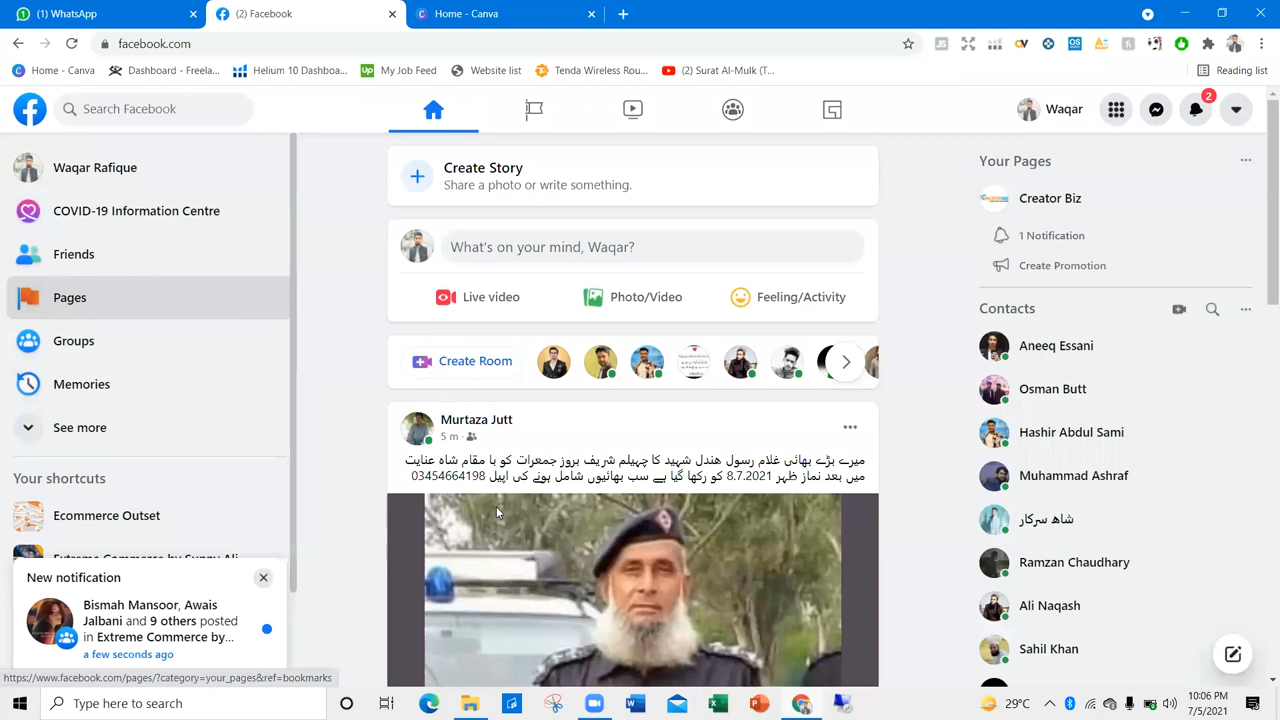 (1) WhatsApp
(2) Facebook
Home - Canva
facebook.com
Home - Canva
Dashboard - Freela...
Helium 10 Dashboa...
My Job Feed
Website list
Tenda Wireless Rou...
(2) Surat Al-Mulk (T...
Reading list
Search Facebook
Waqar
2
Waqar Rafique
COVID-19 Information Centre
Friends
Pages
Groups
Memories
See more
Your shortcuts
Ecommerce Outset
Extreme Commerce by Sunny Ali
New notification
Bismah Mansoor, Awais
Jalbani and 9 others posted
in Extreme Commerce by...
a few seconds ago
https://www.facebook.com/pages/?category=your_pages&ref=bookmarks
Create Story
Share a photo or write something.
What's on your mind, Waqar?
Live video
Photo/Video
Feeling/Activity
Create Room
Murtaza Jutt
5 m
میرے بڑے بھائی غلام رسول ھندل شہید کا چہیلم شریف بروز جمعرات کو با مقام شاہ عنایت
میں بعد نماز ظہر 8.7.2021 کو رکھا گیا ہے سب بھائیوں شامل ہونے کی اپیل 03454664198
Your Pages
Creator Biz
1 Notification
Create Promotion
Contacts
Aneeq Essani
Osman Butt
Hashir Abdul Sami
Muhammad Ashraf
شاھ سرکار
Ramzan Chaudhary
Ali Naqash
Sahil Khan
Type here to search
29°C
10:06 PM
7/5/2021